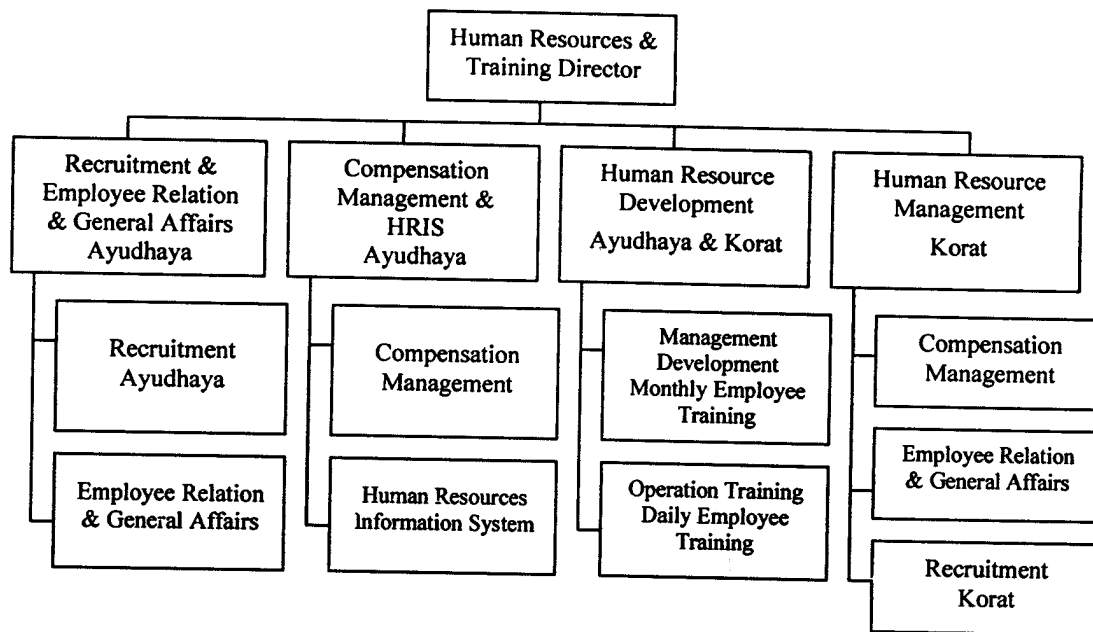 Human Resources &
Training Director
Recruitment &
Employee Relation
& General Affairs
Ayudhaya
Compensation
Management &
HRIS
Ayudhaya
Human Resource
Development
Ayudhaya & Korat
Human Resource
Management
Korat
Recruitment
Ayudhaya
Employee Relation
& General Affairs
Compensation
Management
Human Resources
Information System
Management
Development
Monthly Employee
Training
Operation Training
Daily Employee
Training
Compensation
Management
Employee Relation
& General Affairs
Recruitment
Korat